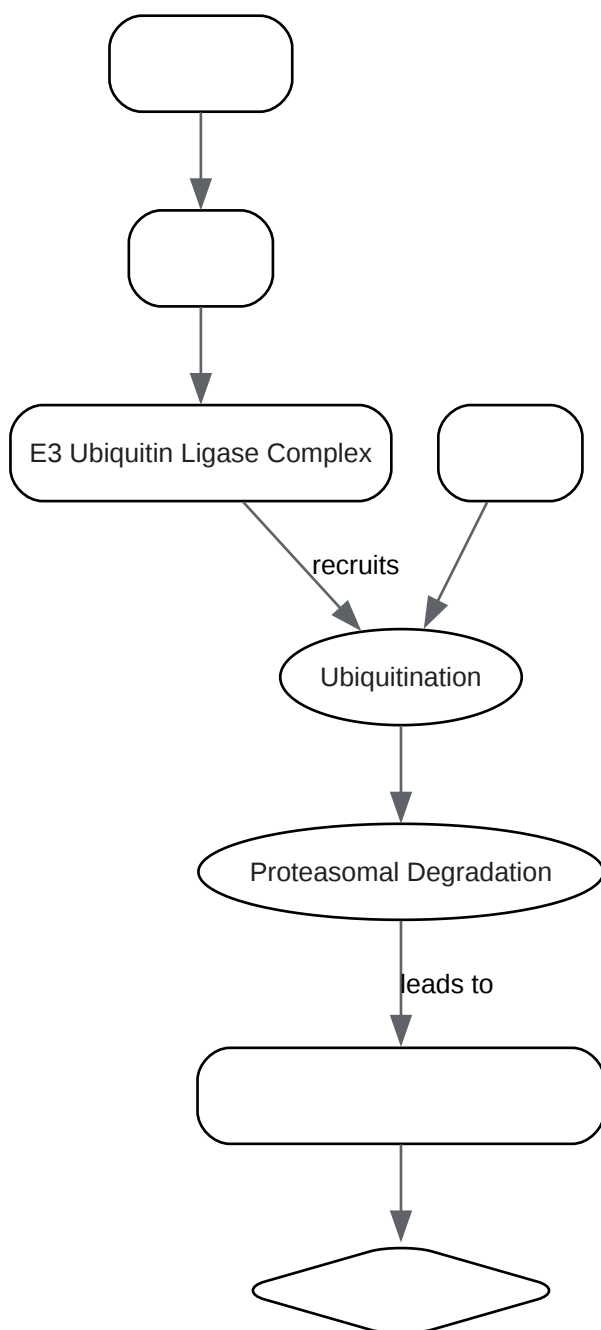 E3 Ubiquitin Ligase Complex
recruits
Ubiquitination
Proteasomal Degradation
leads to